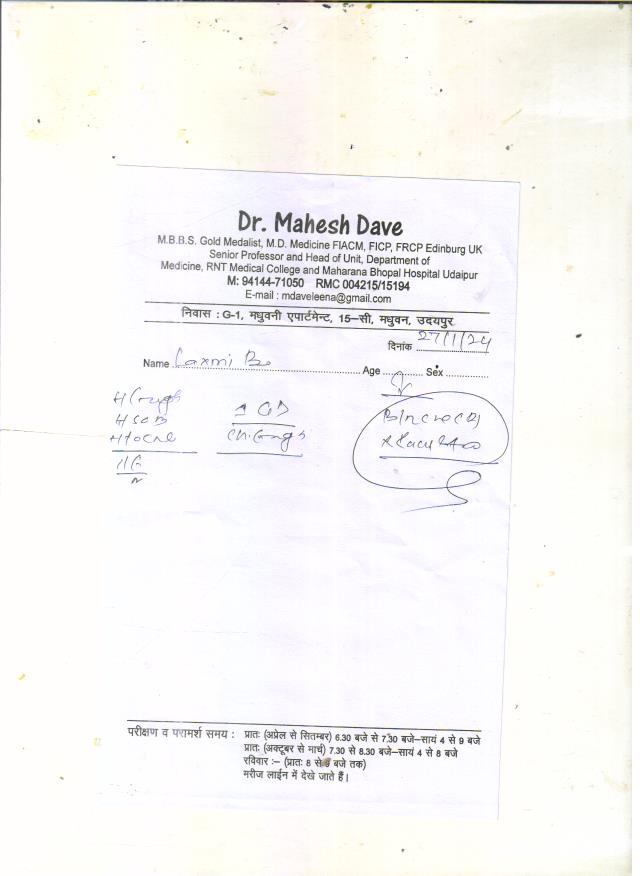 Dr. Mahesh Dave
M.B.B.S. Gold Medalist, M.D. Medicine FIACM, FICP, FRCP Edinburg UK
Senior Professor and Head of Unit, Department of
Medicine, RNT Medical College and Maharana Bhopal Hospital Udaipur
M: 94144-71050 RMC 004215/15194
E-mail : mdaveleena@gmail.com
निवास : G-1, मधुवनी एपार्टमेन्ट, 15-सी, मधुवन, उदयपुर
दिनांक 27/1/24
Name Laxmi B Age Sex
H Cough
H SOB
परीक्षण व परामर्श समय : प्रातः (अप्रेल से सितम्बर) 6.30 बजे से 7.30 बजे-सायं 4 से 9 बजे
प्रातः (अक्टूबर से मार्च) 7.30 से 8.30 बजे-सायं 4 से 8 बजे
रविवार :- (प्रातः 8 से 9 बजे तक)
मरीज लाईन में देखे जाते हैं।